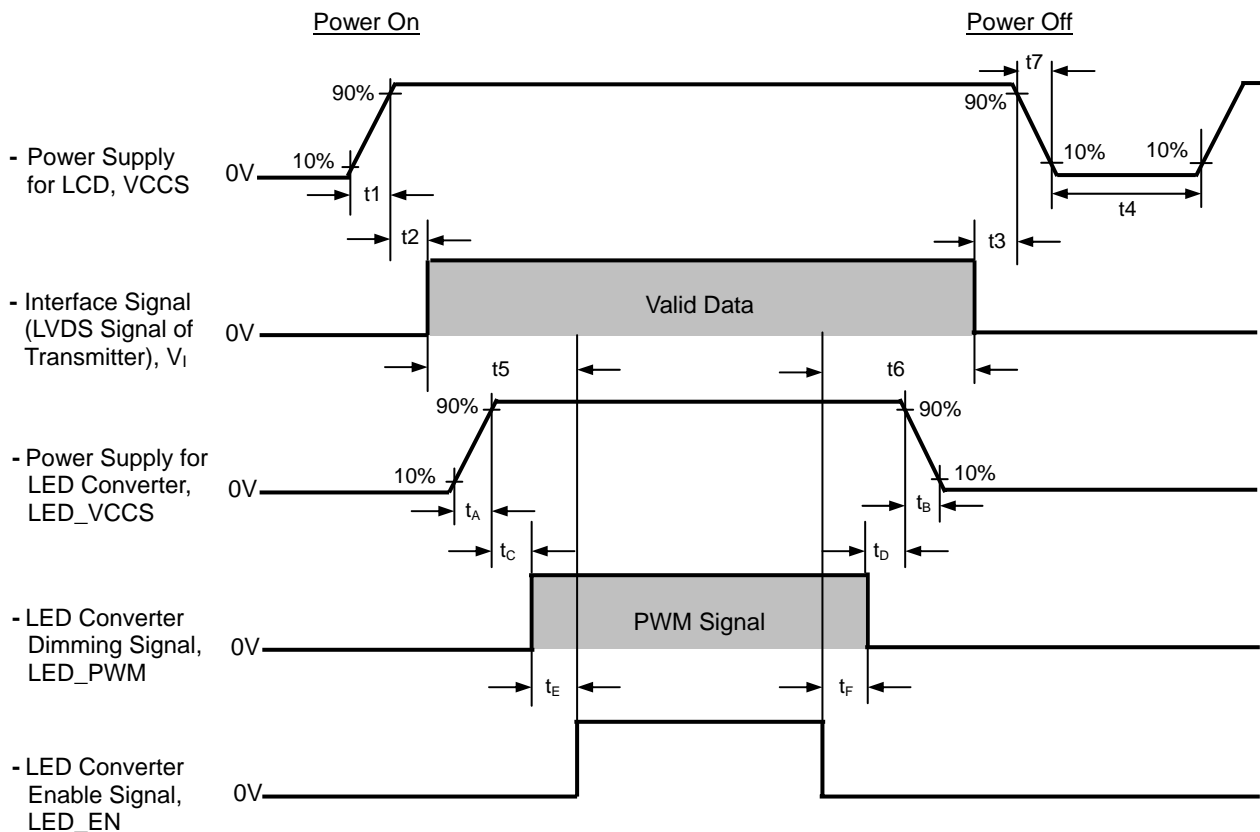 Power On
Power Off
t7
90%
90%
- Power Supply
for LCD, VCCS
0V
10%
10%
10%
t1
t4
t2
t3
- Interface Signal
(LVDS Signal of
Transmitter), VI
0V
Valid Data
t5
t6
90%
90%
- Power Supply for
LED Converter,
LED_VCCS
0V
10%
10%
tA
tB
tC
tD
- LED Converter
Dimming Signal,
LED_PWM
0V
PWM Signal
tE
tF
- LED Converter
Enable Signal,
LED_EN
0V